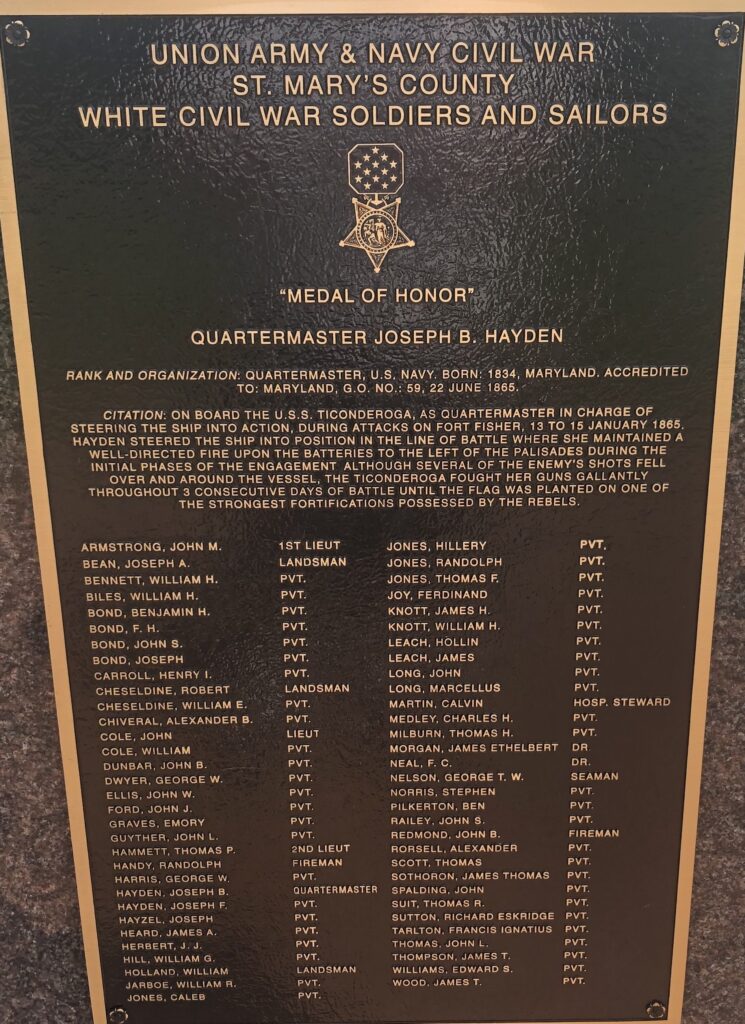 UNION ARMY & NAVY CIVIL WAR
ST. MARY'S COUNTY
WHITE CIVIL WAR SOLDIERS AND SAILORS
"MEDAL OF HONOR"
QUARTERMASTER JOSEPH B. HAYDEN
RANK AND ORGANIZATION: QUARTERMASTER, U.S. NAVY. BORN: 1834, MARYLAND. ACCREDITED
TO: MARYLAND, G.O. NO.: 59, 22 JUNE 1865.
CITATION: ON BOARD THE U.S.S. TICONDEROGA, AS QUARTERMASTER IN CHARGE OF
STEERING THE SHIP INTO ACTION, DURING ATTACKS ON FORT FISHER, 13 TO 15 JANUARY 1865.
HAYDEN STEERED THE SHIP INTO POSITION IN THE LINE OF BATTLE WHERE SHE MAINTAINED A
WELL-DIRECTED FIRE UPON THE BATTERIES TO THE LEFT OF THE PALISADES DURING THE
INITIAL PHASES OF THE ENGAGEMENT. ALTHOUGH SEVERAL OF THE ENEMY'S SHOTS FELL
OVER AND AROUND THE VESSEL, THE TICONDEROGA FOUGHT HER GUNS GALLANTLY
THROUGHOUT 3 CONSECUTIVE DAYS OF BATTLE UNTIL THE FLAG WAS PLANTED ON ONE OF
THE STRONGEST FORTIFICATIONS POSSESSED BY THE REBELS.
ARMSTRONG, JOHN M. 1ST LIEUT
BEAN, JOSEPH A. LANDSMAN
BENNETT, WILLIAM H. PVT.
BILES, WILLIAM H. PVT.
BOND, BENJAMIN H. PVT.
BOND, F. H. PVT.
BOND, JOHN S. PVT.
BOND, JOSEPH PVT.
CARROLL, HENRY I. PVT.
CHESELDINE, ROBERT LANDSMAN
CHESELDINE, WILLIAM E. PVT.
CHIVERAL, ALEXANDER B. PVT.
COLE, JOHN LIEUT
COLE, WILLIAM PVT.
DUNBAR, JOHN B. PVT.
DWYER, GEORGE W. PVT.
ELLIS, JOHN W. PVT.
FORD, JOHN J. PVT.
GRAVES, EMORY PVT.
GUYTHER, JOHN L. PVT.
HAMMETT, THOMAS P. 2ND LIEUT
HANDY, RANDOLPH FIREMAN
HARRIS, GEORGE W. PVT.
HAYDEN, JOSEPH B. QUARTERMASTER
HAYDEN, JOSEPH F. PVT.
HAYZEL, JOSEPH PVT.
HEARD, JAMES A. PVT.
HERBERT, J. J. PVT.
HILL, WILLIAM G. PVT.
HOLLAND, WILLIAM LANDSMAN
JARBOE, WILLIAM R. PVT.
JONES, CALEB PVT.
JONES, HILLERY PVT.
JONES, RANDOLPH PVT.
JONES, THOMAS F. PVT.
JOY, FERDINAND PVT.
KNOTT, JAMES H. PVT.
KNOTT, WILLIAM H. PVT.
LEACH, HOLLIN PVT.
LEACH, JAMES PVT.
LONG, JOHN PVT.
LONG, MARCELLUS PVT.
MARTIN, CALVIN HOSP. STEWARD
MEDLEY, CHARLES H. PVT.
MILBURN, THOMAS H. PVT.
MORGAN, JAMES ETHELBERT DR.
NEAL, F. C. DR.
NELSON, GEORGE T. W. SEAMAN
NORRIS, STEPHEN PVT.
PILKERTON, BEN PVT.
RAILEY, JOHN S. PVT.
REDMOND, JOHN B. FIREMAN
RORSELL, ALEXANDER PVT.
SCOTT, THOMAS PVT.
SOTHORON, JAMES THOMAS PVT.
SPALDING, JOHN PVT.
SUIT, THOMAS R. PVT.
SUTTON, RICHARD ESKRIDGE PVT.
TARLTON, FRANCIS IGNATIUS PVT.
THOMAS, JOHN L. PVT.
THOMPSON, JAMES T. PVT.
WILLIAMS, EDWARD S. PVT.
WOOD, JAMES T. PVT.